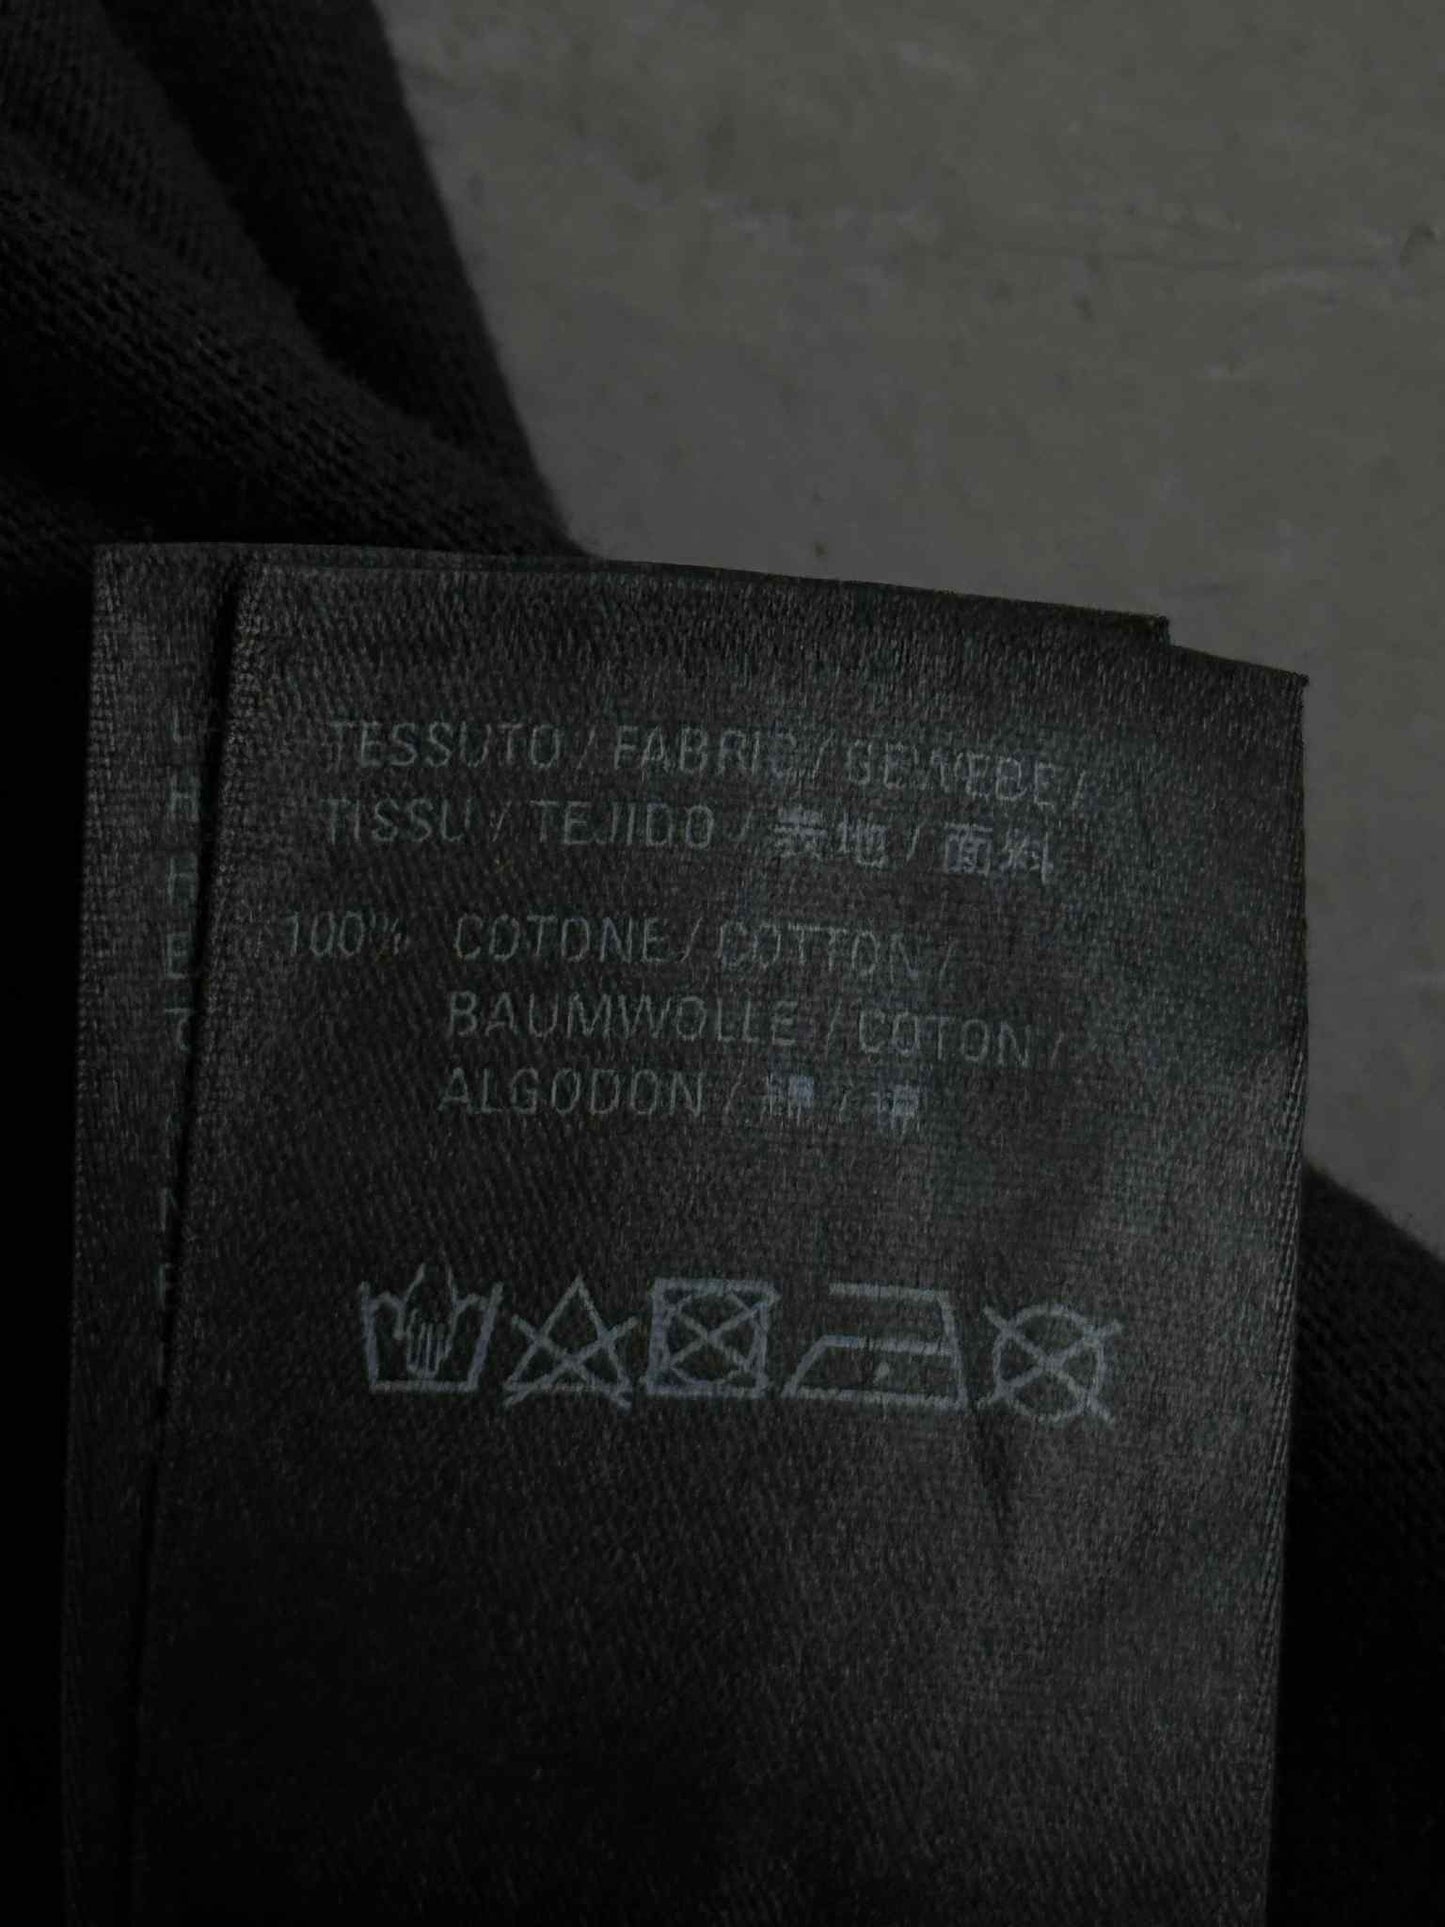 TESSUTO / FABRIC / GEWEBE /
TISSU / TEJIDO / 表地 / 面料
100% COTONE / COTTON /
BAUMWOLLE / COTON /
ALGODON / 綿 / 棉